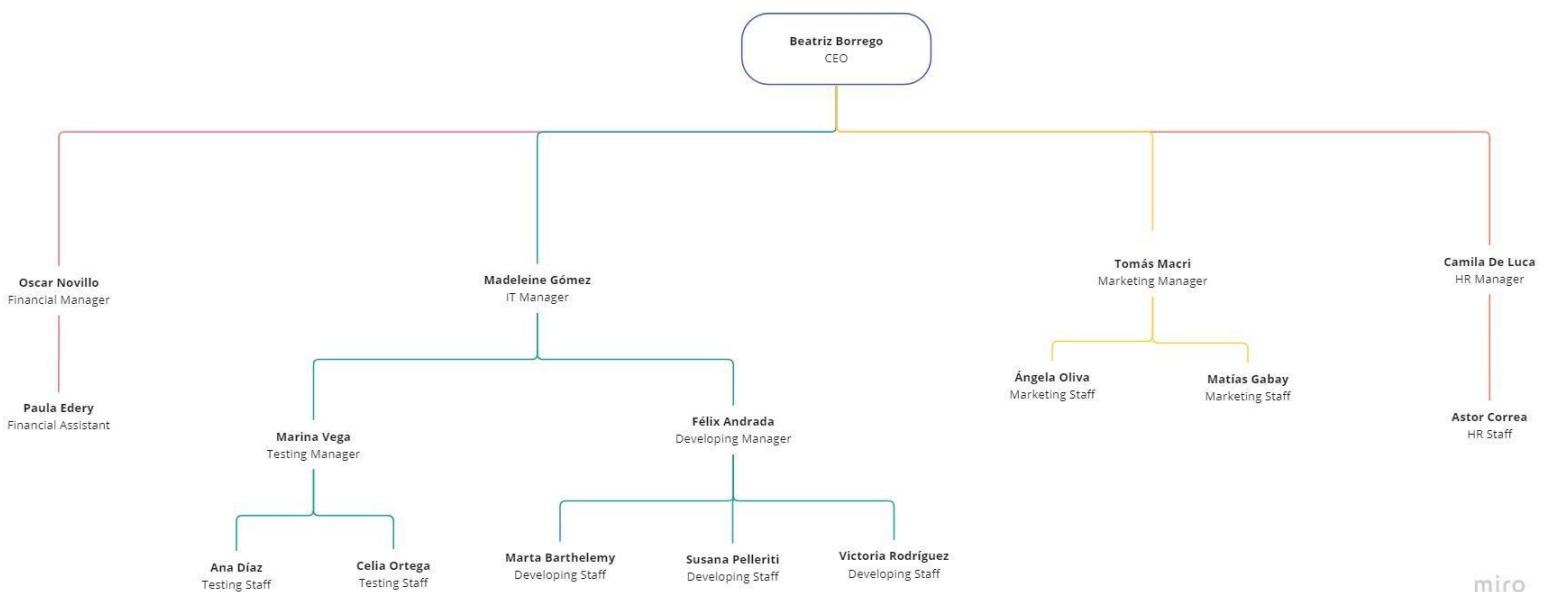 Beatriz Borrego
CEO
Oscar Novillo
Financial Manager
Madeleine Gómez
IT Manager
Tomás Macri
Marketing Manager
Camila De Luca
HR Manager
Paula Edery
Financial Assistant
Marina Vega
Testing Manager
Félix Andrada
Developing Manager
Ángela Oliva
Marketing Staff
Matías Gabay
Marketing Staff
Astor Correa
HR Staff
Ana Díaz
Testing Staff
Celia Ortega
Testing Staff
Marta Barthelemy
Developing Staff
Susana Pelleriti
Developing Staff
Victoria Rodríguez
Developing Staff
miro